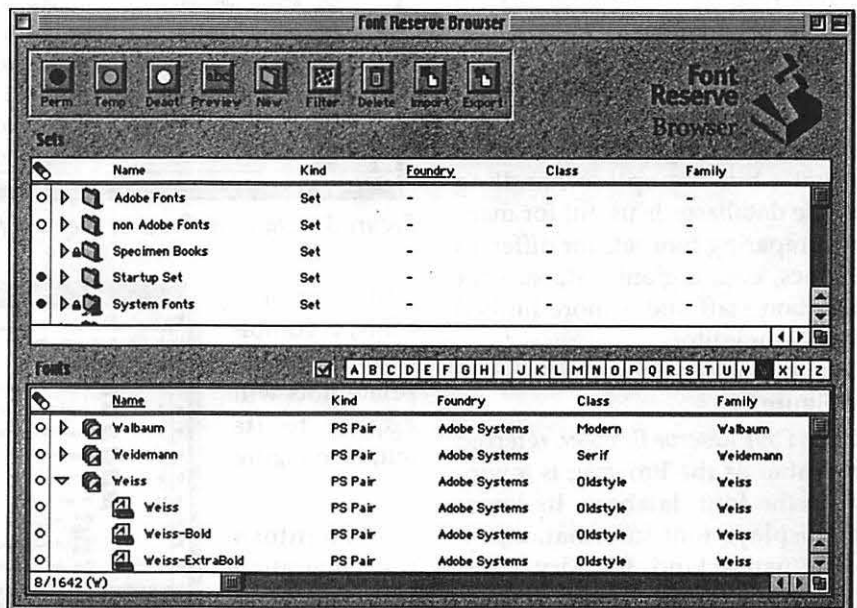 Font Reserve Browser
Perm Temp Deact Preview New Filter Delete Import Export
Font
Reserve
Browser
Sets
Name Kind Foundry Class Family
Adobe Fonts Set - - -
non Adobe Fonts Set - - -
Specimen Books Set - - -
Startup Set Set - - -
System Fonts Set - - -
Fonts A B C D E F G H I J K L M N O P Q R S T U V W X Y Z
Name Kind Foundry Class Family
Walbaum PS Pair Adobe Systems Modern Walbaum
Weidemann PS Pair Adobe Systems Serif Weidemann
Weiss PS Pair Adobe Systems Oldstyle Weiss
Weiss PS Pair Adobe Systems Oldstyle Weiss
Weiss-Bold PS Pair Adobe Systems Oldstyle Weiss
Weiss-ExtraBold PS Pair Adobe Systems Oldstyle Weiss
8/1642 (W)